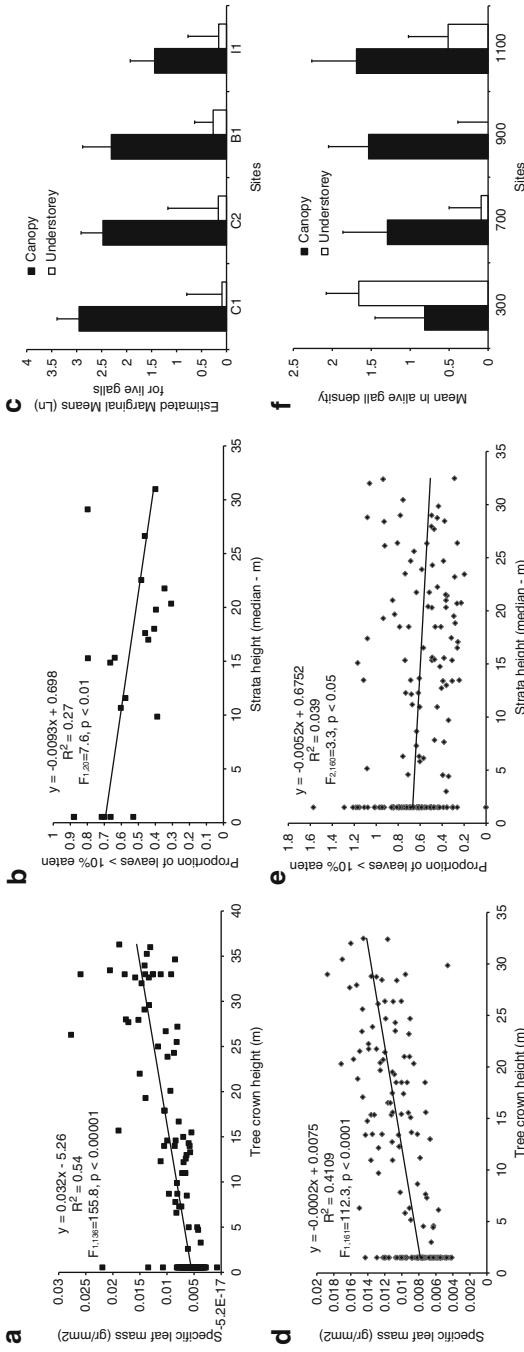 a
Specific leaf mass (gr/mm2)
0.03
0.025
0.02
0.015
0.01
0.005
-5.2E-17
y = 0.032x - 5.26
R2 = 0.54
F1,136=155.8, p < 0.00001
0 5 10 15 20 25 30 35 40
Tree crown height (m)
b
Proportion of leaves > 10% eaten
1
0.9
0.8
0.7
0.6
0.5
0.4
0.3
0.2
0.1
0
y = -0.0093x + 0.698
R2 = 0.27
F1,20=7.6, p < 0.01
0 5 10 15 20 25 30 35
Strata height (median - m)
c
Estimated Marginal Means (Ln)
for live galls
4
3.5
3
2.5
2
1.5
1
0.5
0
Canopy
Understorey
C1 C2 B1 I1
Sites
d
Specific leaf mass (gr/mm2)
0.02
0.018
0.016
0.014
0.012
0.01
0.008
0.006
0.004
0.002
0
y = -0.0002x + 0.0075
R2 = 0.4109
F1,161=112.3, p < 0.0001
0 5 10 15 20 25 30 35
Tree crown height (m)
e
Proportion of leaves > 10% eaten
1.8
1.6
1.4
1.2
1
0.8
0.6
0.4
0.2
0
y = -0.0052x + 0.6752
R2 = 0.039
F2,160=3.3, p < 0.05
0 5 10 15 20 25 30 35
Strata height (median - m)
f
Mean ln alive gall density
2.5
2
1.5
1
0.5
0
Canopy
Understorey
300 700 900 1100
Sites